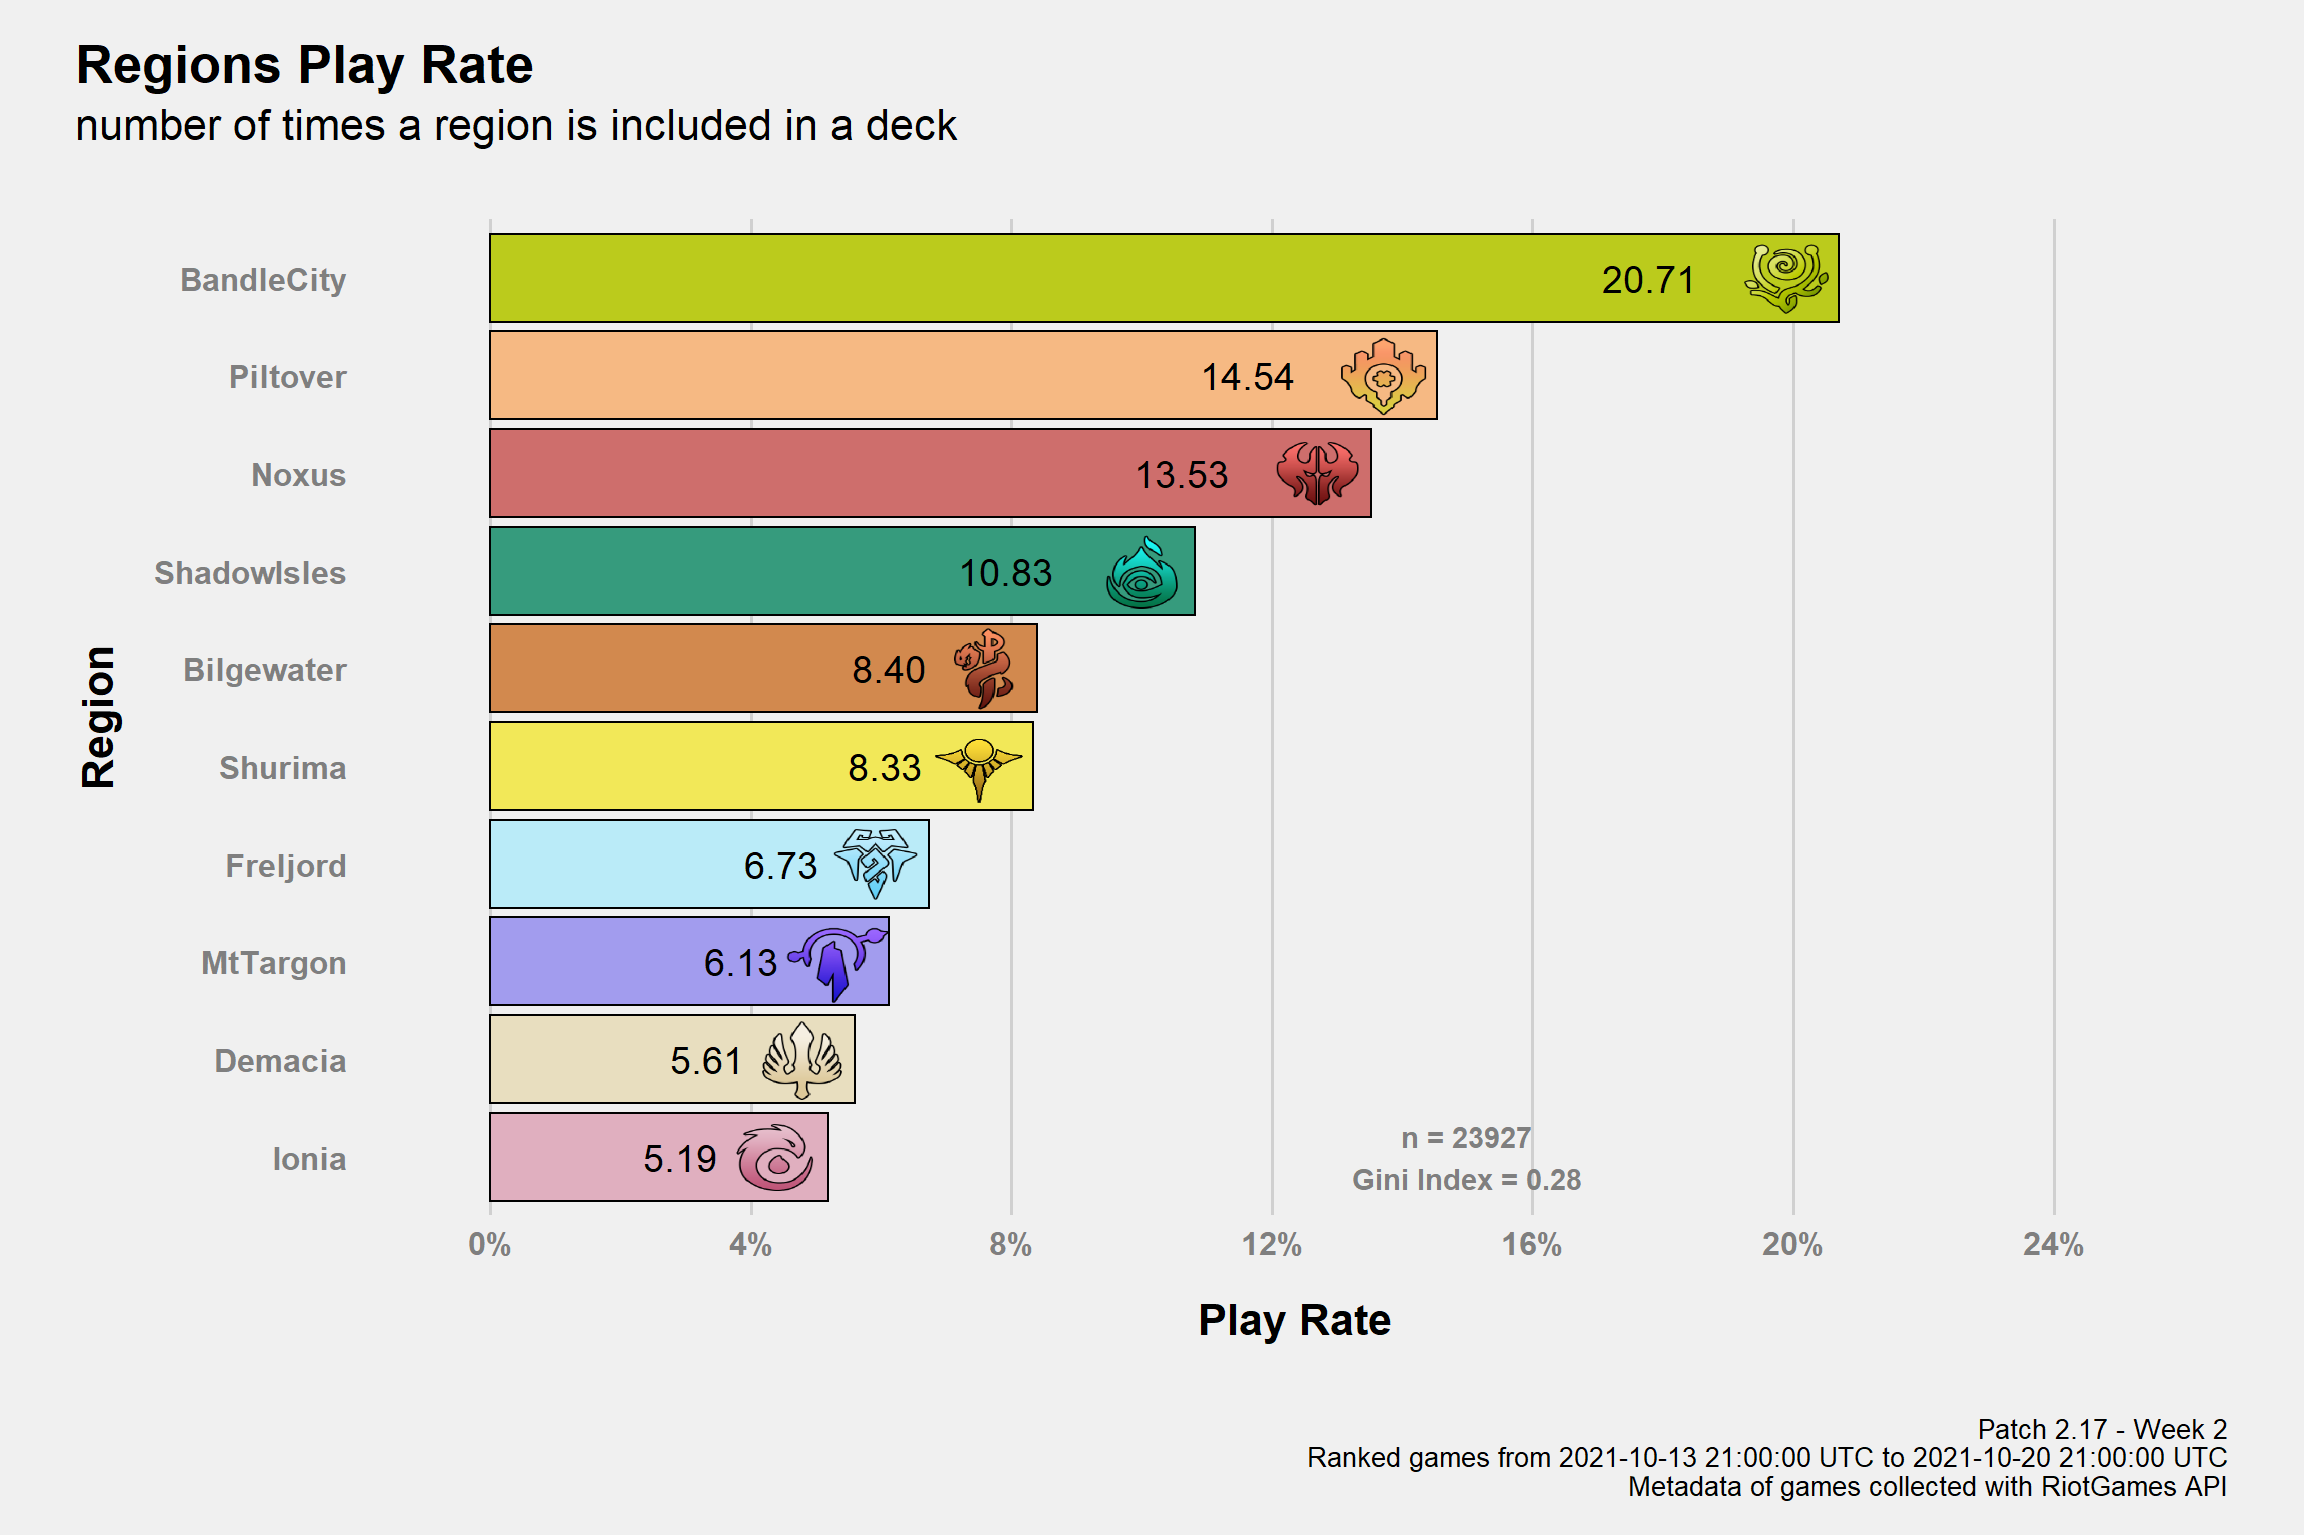 Regions Play Rate
number of times a region is included in a deck
Region
BandleCity 20.71
Piltover 14.54
Noxus 13.53
ShadowIsles 10.83
Bilgewater 8.40
Shurima 8.33
Freljord 6.73
MtTargon 6.13
Demacia 5.61
Ionia 5.19
n = 23927
Gini Index = 0.28
0% 4% 8% 12% 16% 20% 24%
Play Rate
Patch 2.17 - Week 2
Ranked games from 2021-10-13 21:00:00 UTC to 2021-10-20 21:00:00 UTC
Metadata of games collected with RiotGames API